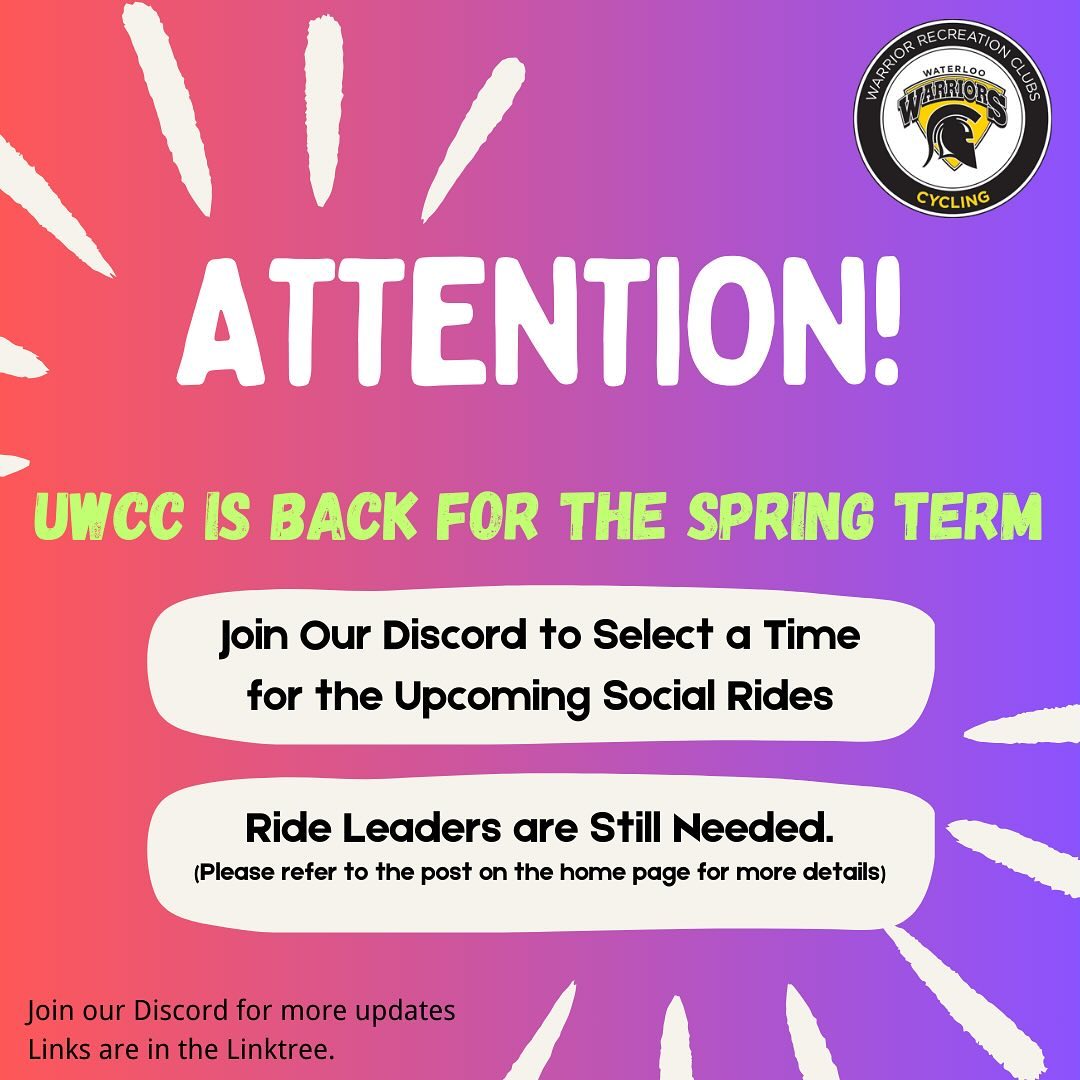 WARRIOR RECREATION CLUBS
WATERLOO
WARRIORS
CYCLING
ATTENTION!
UWCC IS BACK FOR THE SPRING TERM
Join Our Discord to Select a Time
for the Upcoming Social Rides
Ride Leaders are Still Needed.
(Please refer to the post on the home page for more details)
Join our Discord for more updates
Links are in the Linktree.